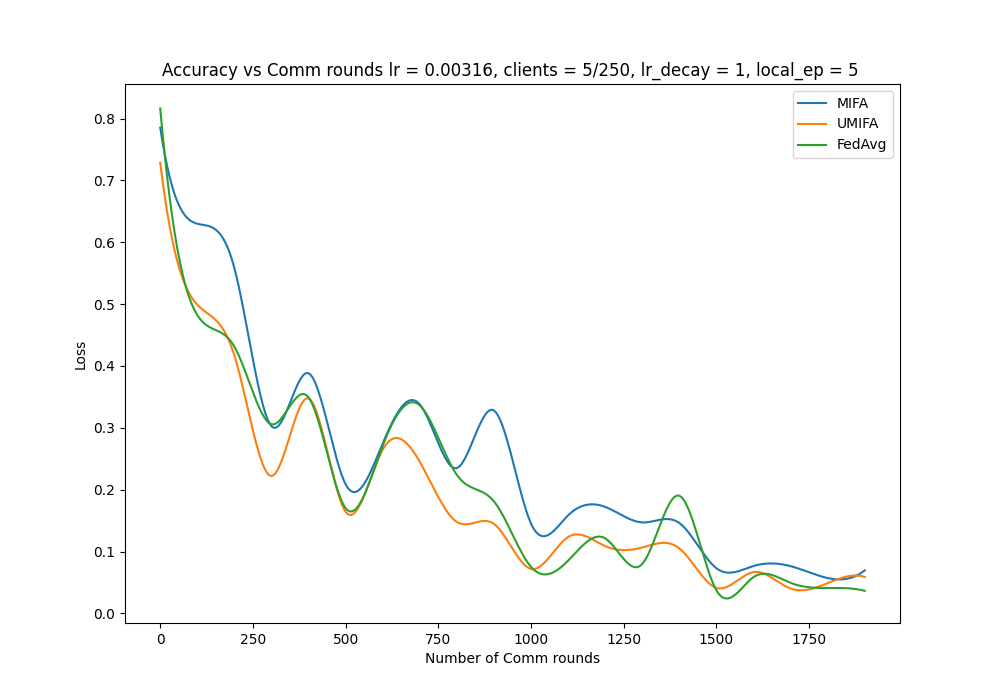 Accuracy vs Comm rounds lr = 0.00316, clients = 5/250, lr_decay = 1, local_ep = 5
MIFA
UMIFA
FedAvg
0.8
0.7
0.6
0.5
0.4
0.3
0.2
0.1
0.0
Loss
0 250 500 750 1000 1250 1500 1750
Number of Comm rounds